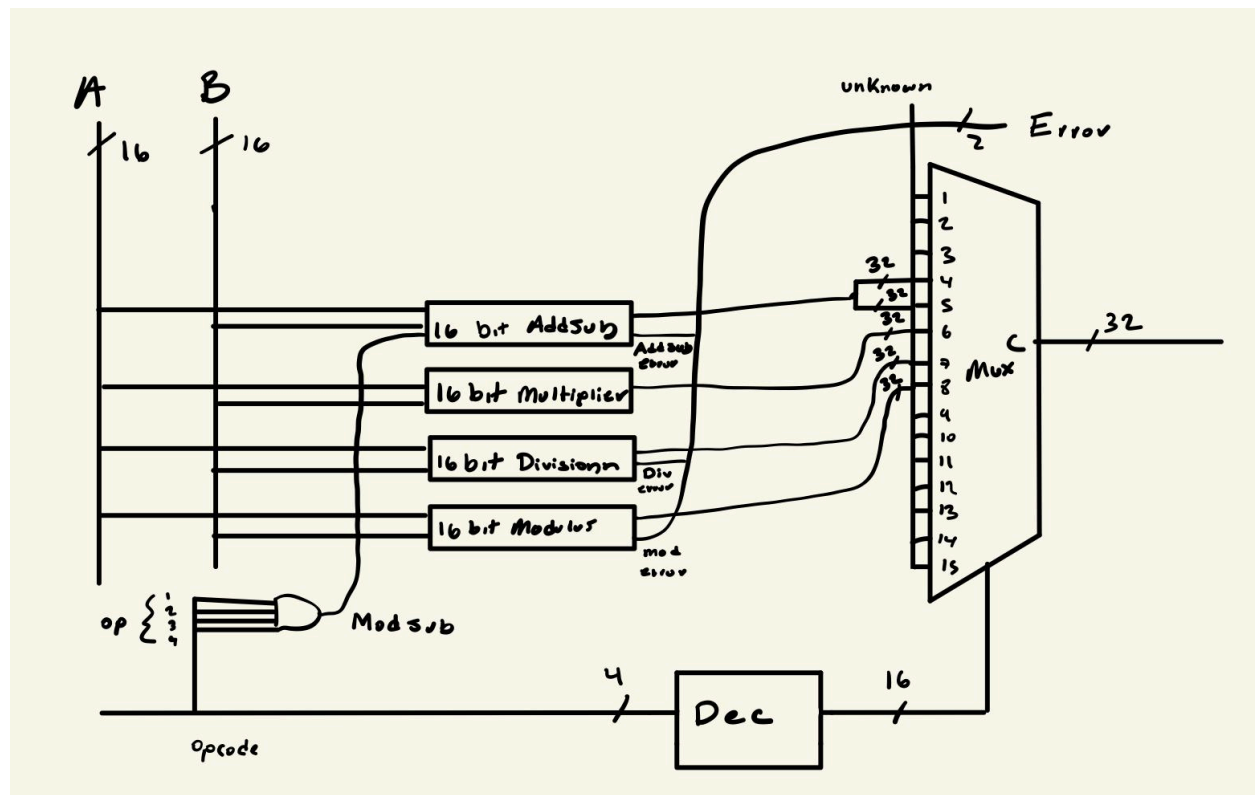 A
B
unknown
16
16
2
Error
1
2
3
32
4
32
5
16 bit Addsub
32
6
Addsub
Error
C
32
32
7
Mux
16 bit Multiplier
32
8
9
10
16 bit Divisionn
11
Div
Error
12
13
16 bit Modulus
14
mod
Error
15
op { 1
2
3
4
Modsub
4
16
Dec
opcode